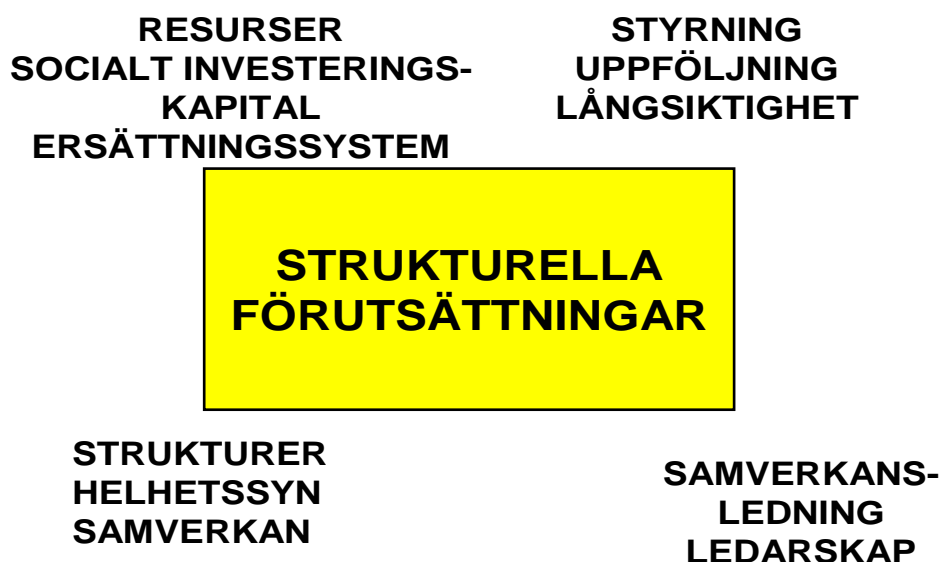 RESURSER
SOCIALT INVESTERINGS-
KAPITAL
ERSÄTTNINGSSYSTEM
STYRNING
UPPFÖLJNING
LÅNGSIKTIGHET
STRUKTURELLA
FÖRUTSÄTTNINGAR
STRUKTURER
HELHETSSYN
SAMVERKAN
SAMVERKANS-
LEDNING
LEDARSKAP